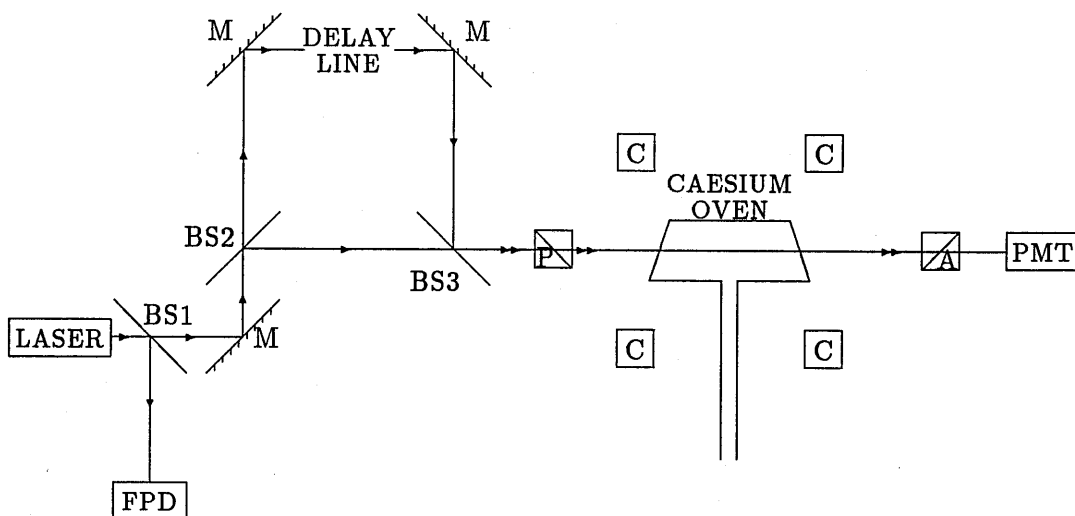 M
DELAY
LINE
M
C
C
CAESIUM
OVEN
BS2
BS3
P
A
PMT
BS1
LASER
M
C
C
FPD